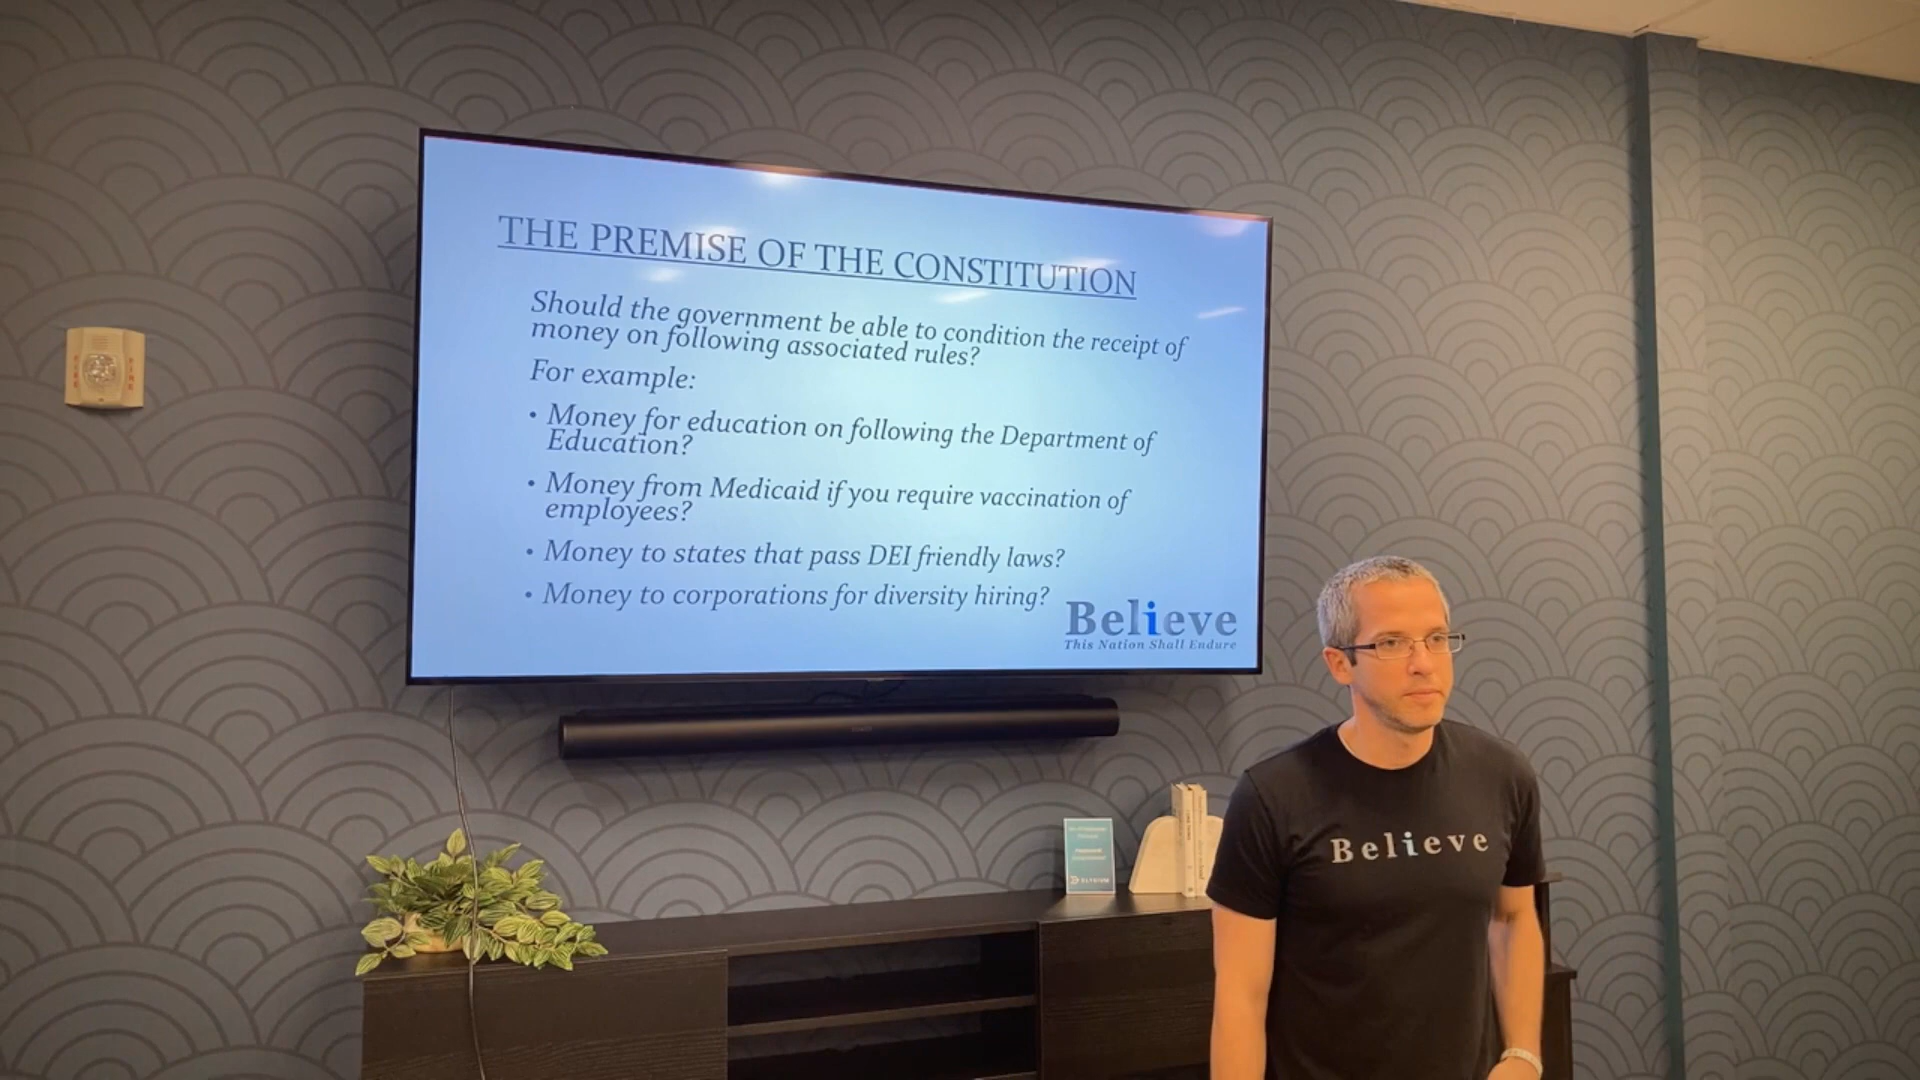 THE PREMISE OF THE CONSTITUTION
Should the government be able to condition the receipt of
money on following associated rules?
For example:
• Money for education on following the Department of
Education?
• Money from Medicaid if you require vaccination of
employees?
• Money to states that pass DEI friendly laws?
• Money to corporations for diversity hiring?
Believe
This Nation Shall Endure
Believe
FIRE
FIRE
ELYSIUM